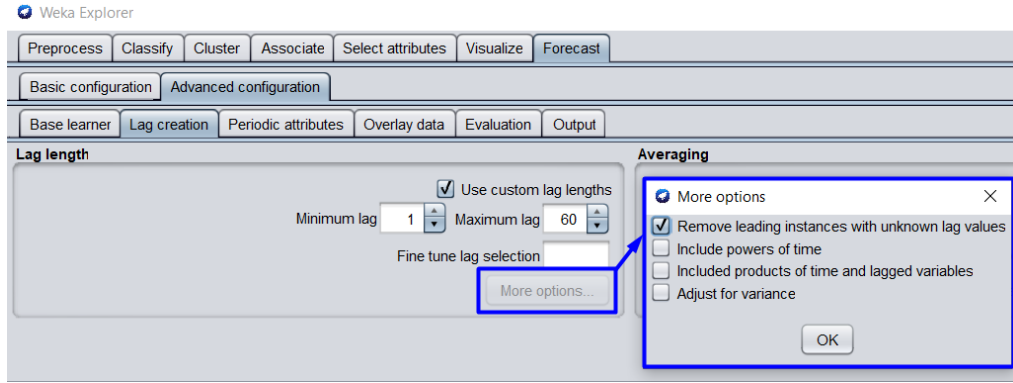 Weka Explorer
Preprocess Classify Cluster Associate Select attributes Visualize Forecast
Basic configuration Advanced configuration
Base learner Lag creation Periodic attributes Overlay data Evaluation Output
Lag length
Use custom lag lengths
Minimum lag 1 Maximum lag 60
Fine tune lag selection
More options...
Averaging
More options
Remove leading instances with unknown lag values
Include powers of time
Included products of time and lagged variables
Adjust for variance
OK